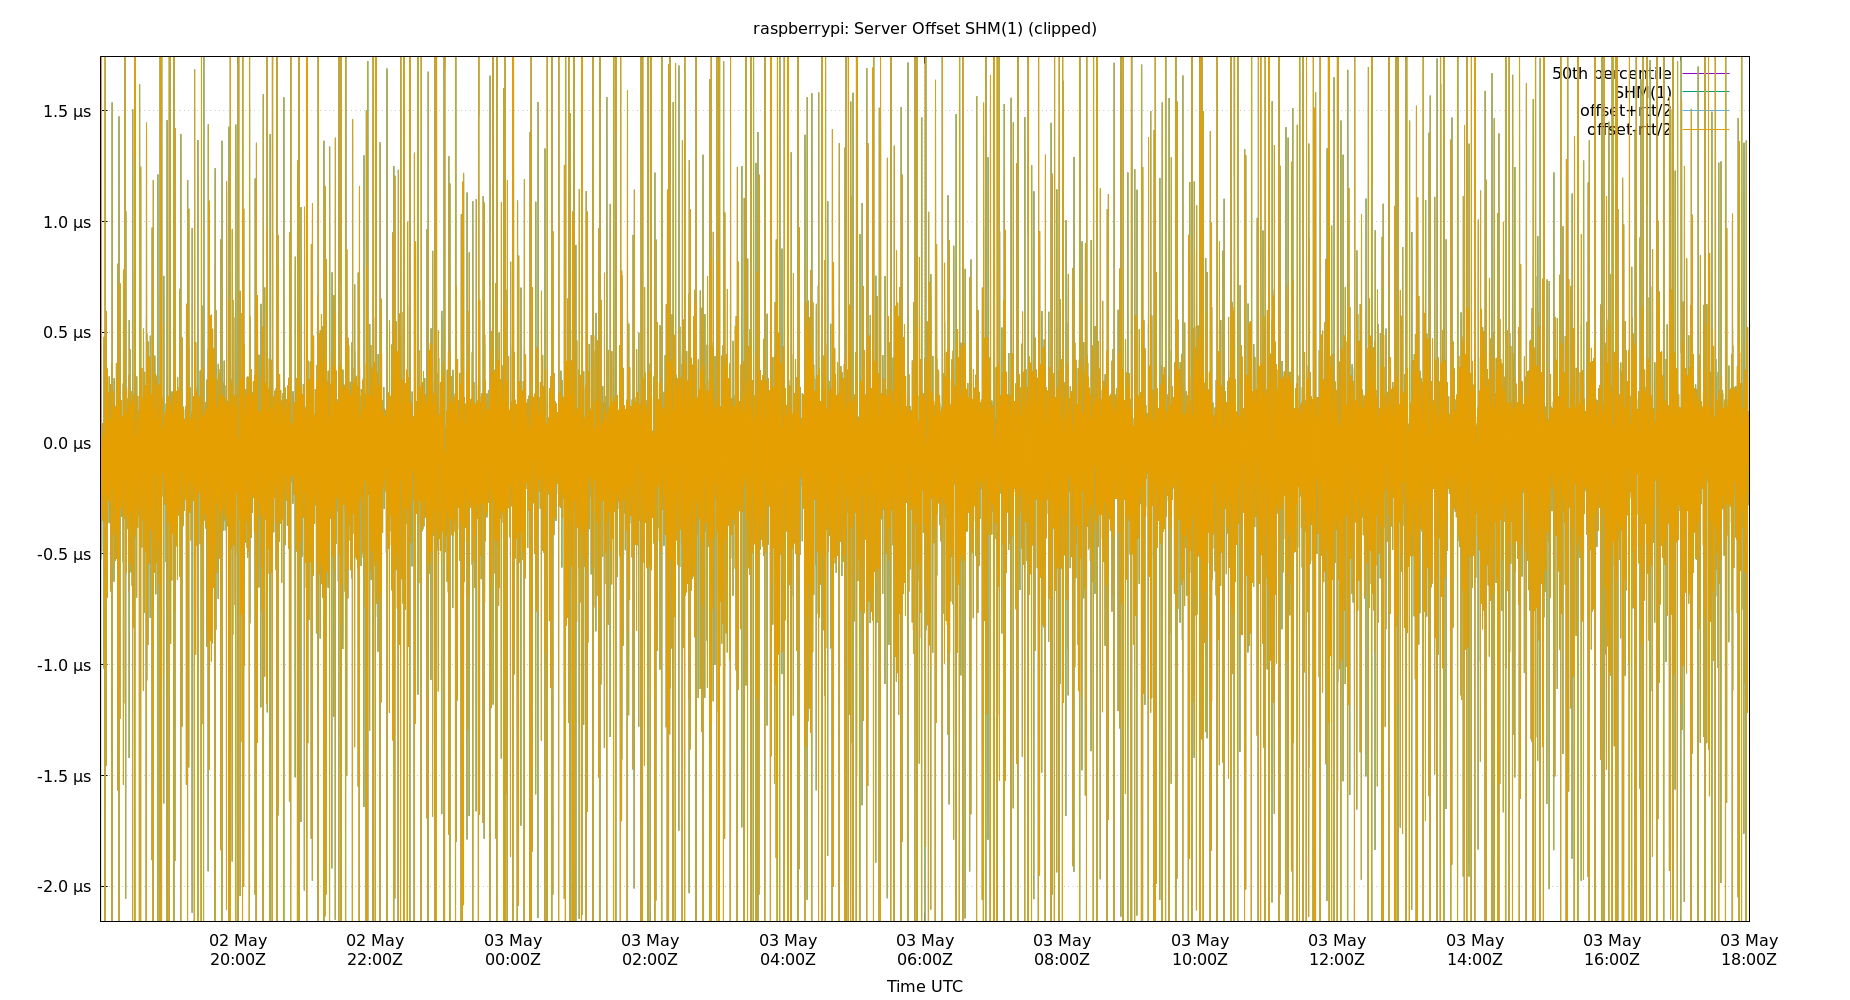 raspberrypi: Server Offset SHM(1) (clipped)
50th percentile
SHM(1)
offset+rtt/2
offset-rtt/2
1.5 µs
1.0 µs
0.5 µs
0.0 µs
-0.5 µs
-1.0 µs
-1.5 µs
-2.0 µs
02 May 02 May 03 May 03 May 03 May 03 May 03 May 03 May 03 May 03 May 03 May 03 May
20:00Z 22:00Z 00:00Z 02:00Z 04:00Z 06:00Z 08:00Z 10:00Z 12:00Z 14:00Z 16:00Z 18:00Z
Time UTC